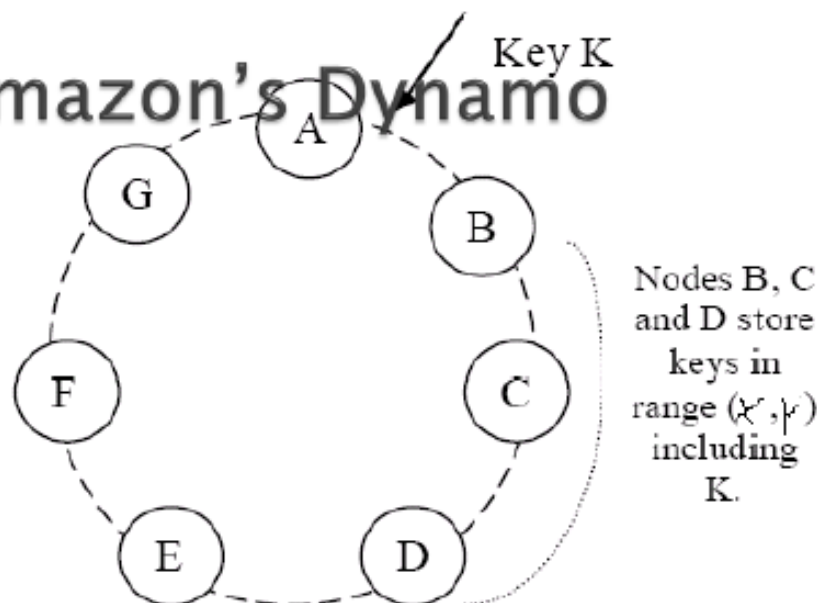 Key K
mazon's Dynamo
A
G
B
Nodes B, C
and D store
keys in
range
including
K.
F
C
E
D